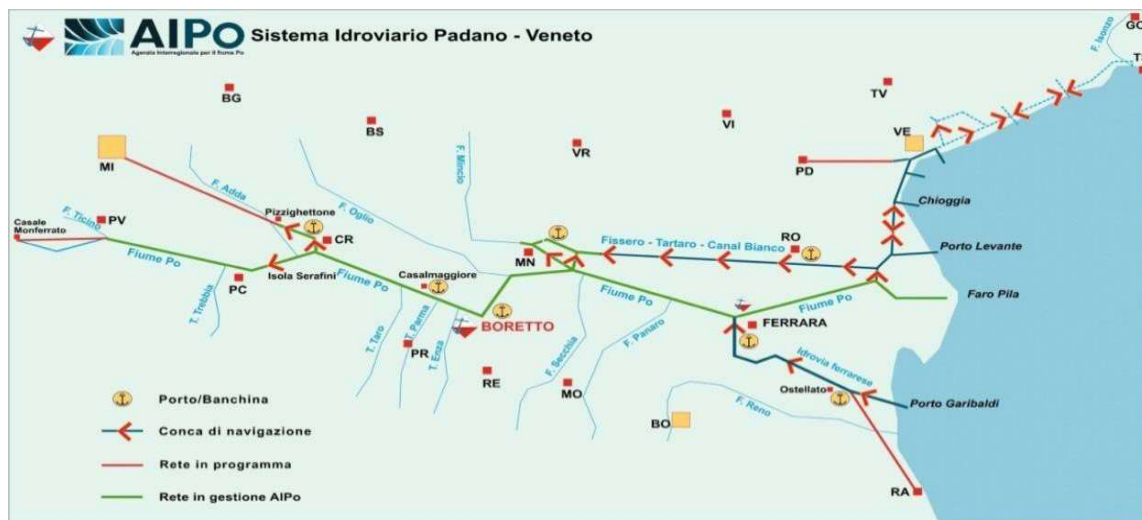 AIPo Sistema Idroviario Padano - Veneto
Agenzia Interregionale per il fiume Po
GO
F. Isonzo
BG
BS
VI
TV
VE
MI
VR
PD
F. Mincio
F. Adda
F. Oglio
Pizzighettone
CR
Chioggia
Casale
Monferrato
F. Ticino
PV
Fiume Po
Isola Serafini
PC
T. Trebbia
Fiume Po
Casalmaggiore
MN
Fissero - Tartaro - Canal Bianco
RO
Porto Levante
Faro Pila
Fiume Po
Fiume Po
BORETTO
FERRARA
T. Taro
T. Parma
T. Enza
PR
RE
F. Secchia
F. Panaro
MO
BO
F. Reno
Idrovia ferrarese
Ostellato
Porto Garibaldi
RA
Porto/Banchina
Conca di navigazione
Rete in programma
Rete in gestione AIPo